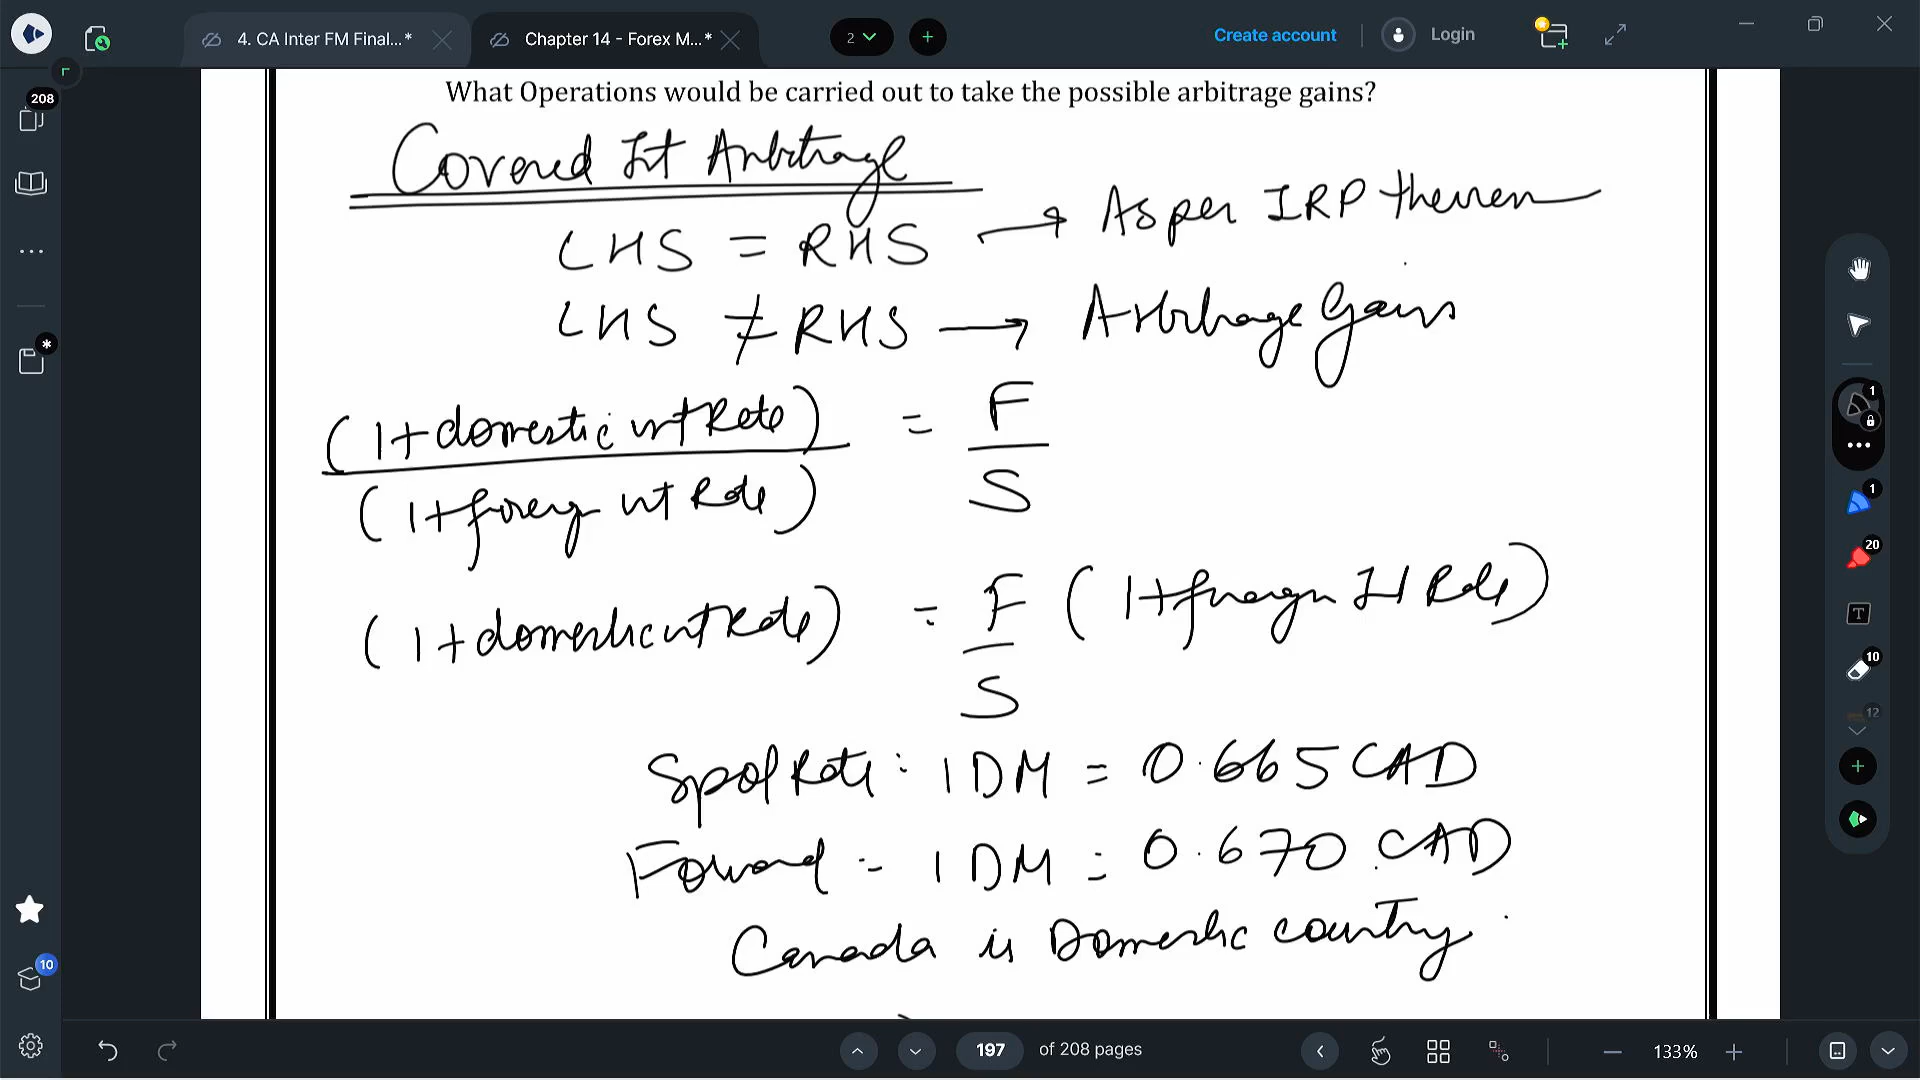 4. CA Inter FM Final...*
Chapter 14 - Forex M...*
2
Create account
Login
208
What Operations would be carried out to take the possible arbitrage gains?
Covered Int Arbitrage
LHS = RHS → As per IRP theorem
LHS ≠ RHS → Arbitrage Gains
(1+domestic int Rate) = F
(1+foreign int Rate) S
(1+domestic int Rate) = F (1+foreign Int Rate)
S
Spot Rate: 1 DM = 0.665 CAD
Forward = 1 DM = 0.670 CAD
Canada is Domestic country.
1
1
20
T
10
12
10
197 of 208 pages
133%